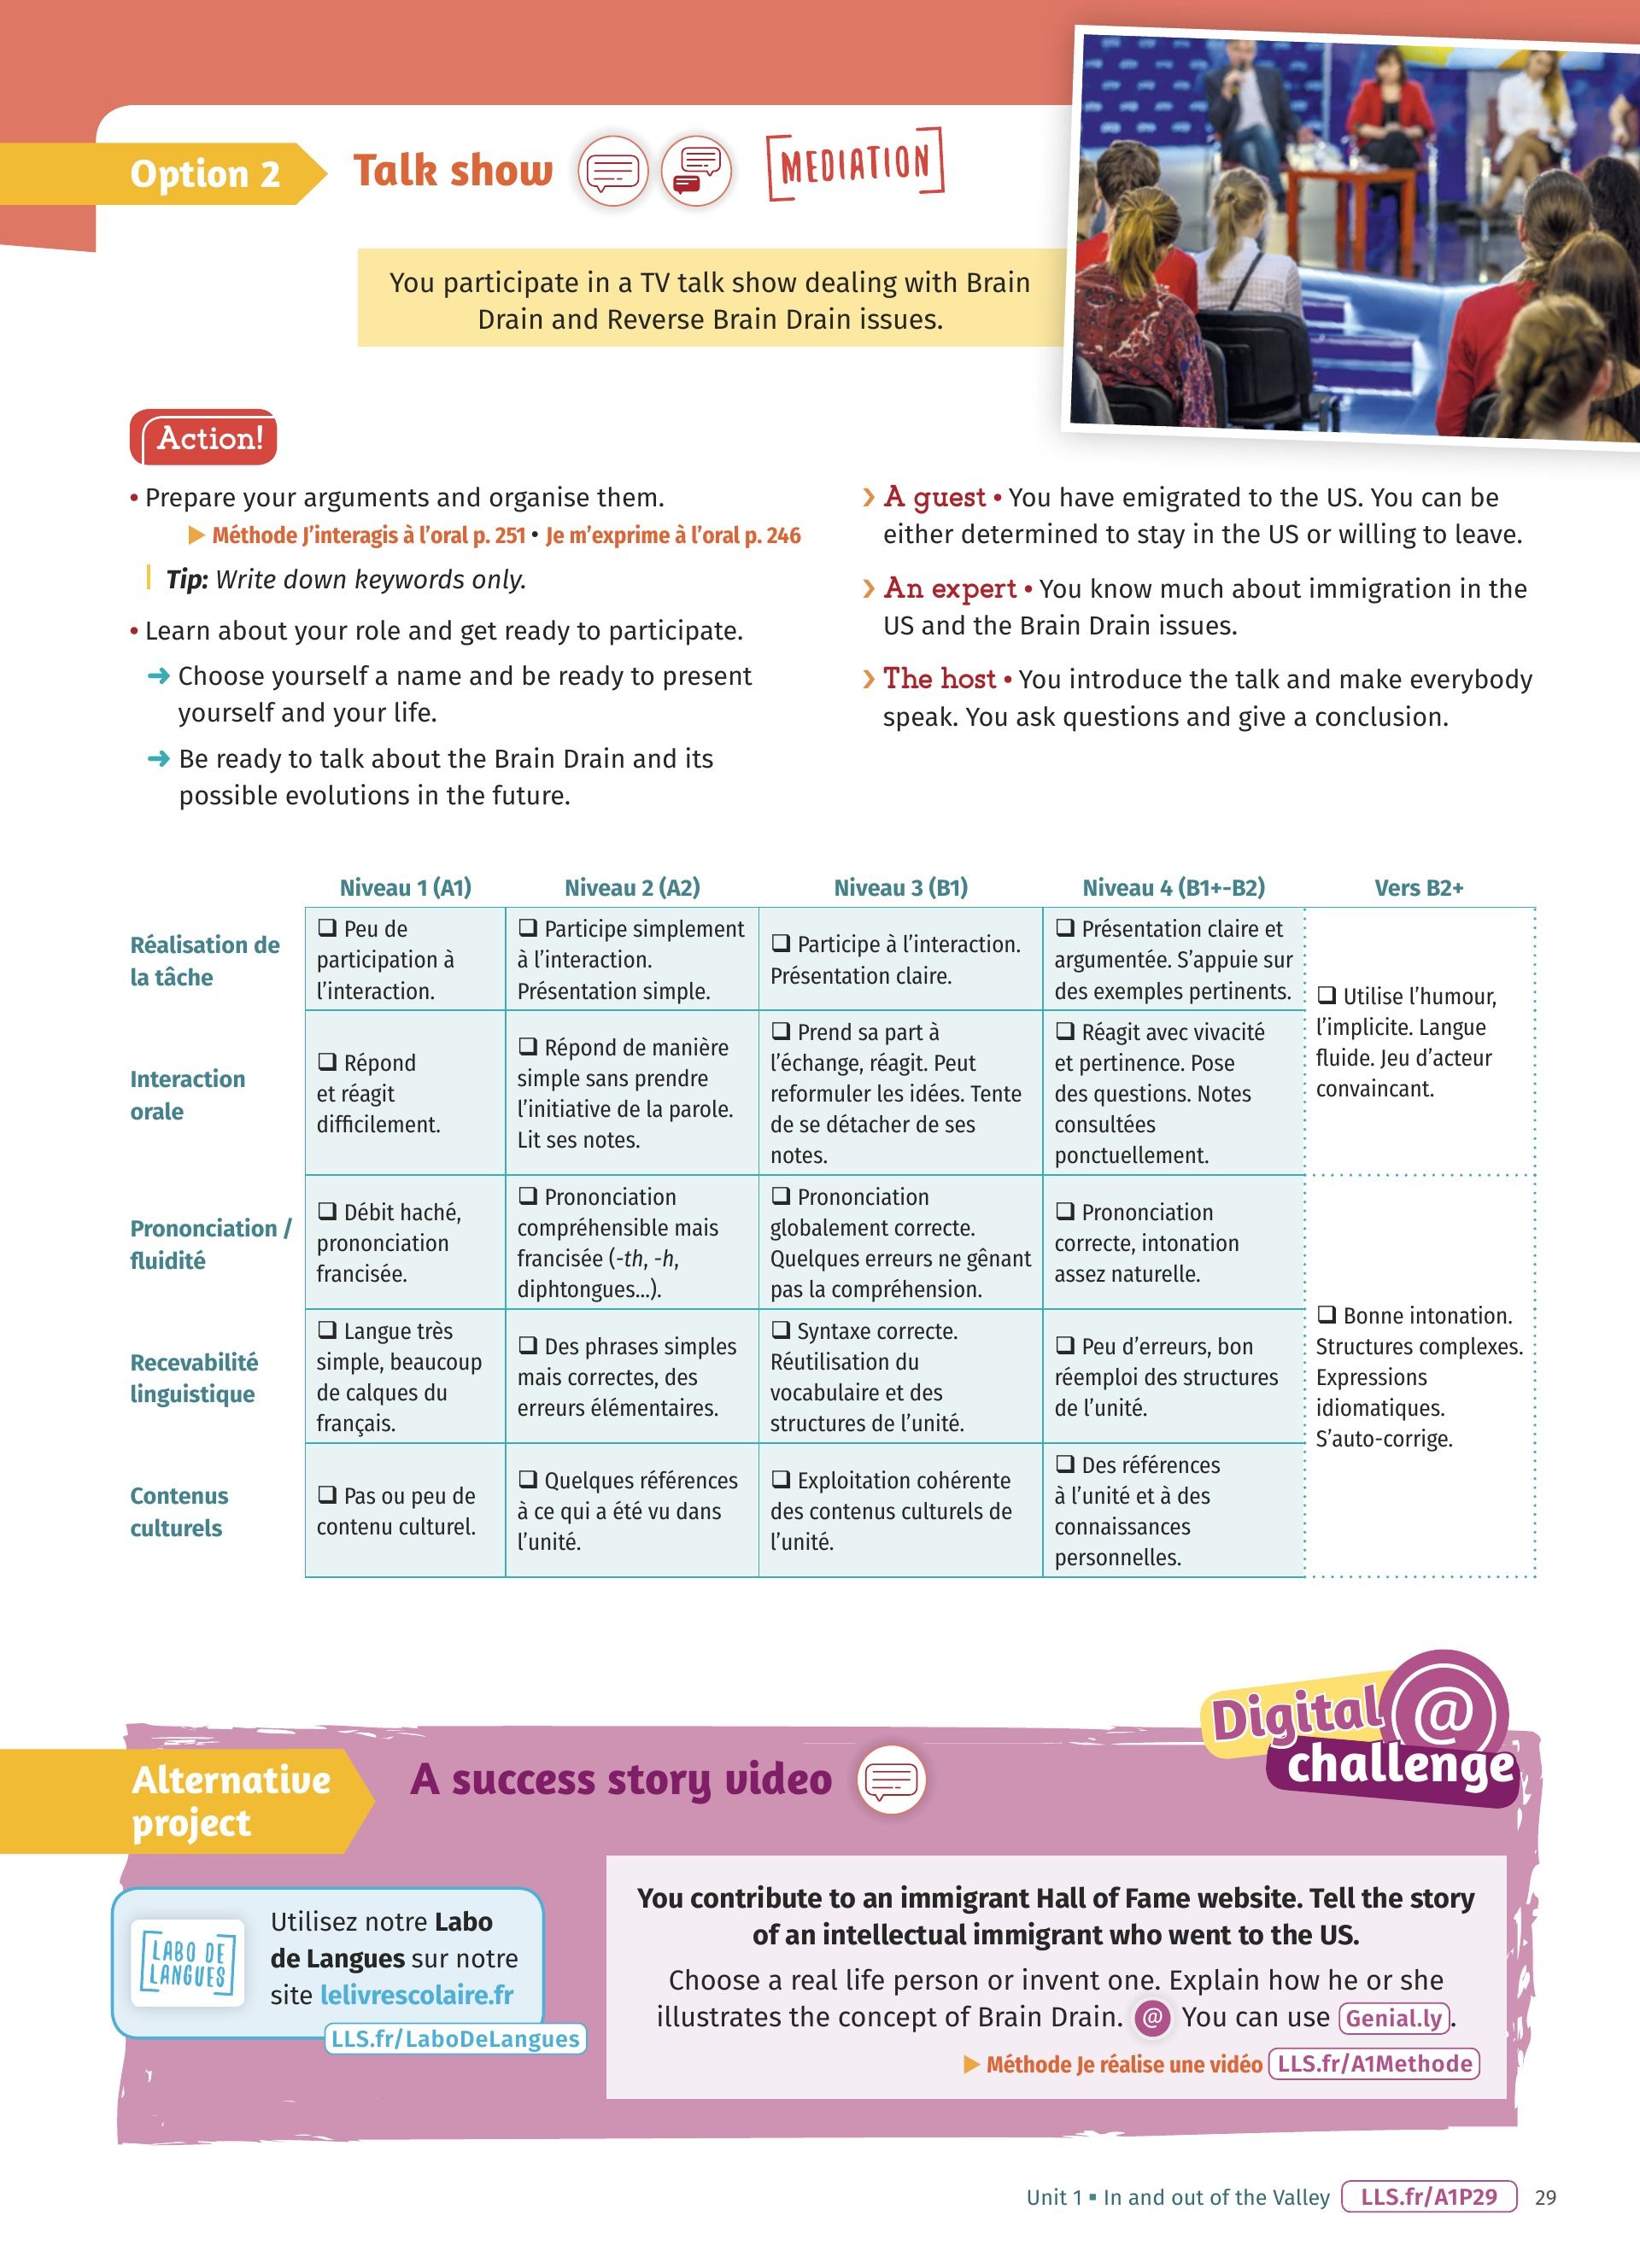 Option 2
Talk show
MEDIATION
You participate in a TV talk show dealing with Brain
Drain and Reverse Brain Drain issues.
Action!
• Prepare your arguments and organise them.
▶ Méthode J’interagis à l’oral p. 251 • Je m’exprime à l’oral p. 246
Tip: Write down keywords only.
• Learn about your role and get ready to participate.
➜ Choose yourself a name and be ready to present
yourself and your life.
➜ Be ready to talk about the Brain Drain and its
possible evolutions in the future.
› A guest • You have emigrated to the US. You can be
either determined to stay in the US or willing to leave.
› An expert • You know much about immigration in the
US and the Brain Drain issues.
› The host • You introduce the talk and make everybody
speak. You ask questions and give a conclusion.
Niveau 1 (A1)
Niveau 2 (A2)
Niveau 3 (B1)
Niveau 4 (B1+-B2)
Vers B2+
Réalisation de
la tâche
❑ Peu de
participation à
l’interaction.
❑ Participe simplement
à l’interaction.
Présentation simple.
❑ Participe à l’interaction.
Présentation claire.
❑ Présentation claire et
argumentée. S’appuie sur
des exemples pertinents.
❑ Utilise l’humour,
l’implicite. Langue
fluide. Jeu d’acteur
convaincant.
Interaction
orale
❑ Répond
et réagit
difficilement.
❑ Répond de manière
simple sans prendre
l’initiative de la parole.
Lit ses notes.
❑ Prend sa part à
l’échange, réagit. Peut
reformuler les idées. Tente
de se détacher de ses
notes.
❑ Réagit avec vivacité
et pertinence. Pose
des questions. Notes
consultées
ponctuellement.
Prononciation /
fluidité
❑ Débit haché,
prononciation
francisée.
❑ Prononciation
compréhensible mais
francisée (-th, -h,
diphtongues...).
❑ Prononciation
globalement correcte.
Quelques erreurs ne gênant
pas la compréhension.
❑ Prononciation
correcte, intonation
assez naturelle.
❑ Bonne intonation.
Structures complexes.
Expressions
idiomatiques.
S’auto-corrige.
Recevabilité
linguistique
❑ Langue très
simple, beaucoup
de calques du
français.
❑ Des phrases simples
mais correctes, des
erreurs élémentaires.
❑ Syntaxe correcte.
Réutilisation du
vocabulaire et des
structures de l’unité.
❑ Peu d’erreurs, bon
réemploi des structures
de l’unité.
Contenus
culturels
❑ Pas ou peu de
contenu culturel.
❑ Quelques références
à ce qui a été vu dans
l’unité.
❑ Exploitation cohérente
des contenus culturels de
l’unité.
❑ Des références
à l’unité et à des
connaissances
personnelles.
Digital @
challenge
Alternative
project
A success story video
LABO DE
LANGUES
Utilisez notre Labo
de Langues sur notre
site lelivrescolaire.fr
LLS.fr/LaboDeLangues
You contribute to an immigrant Hall of Fame website. Tell the story
of an intellectual immigrant who went to the US.
Choose a real life person or invent one. Explain how he or she
illustrates the concept of Brain Drain. @ You can use Genial.ly.
▶ Méthode Je réalise une vidéo LLS.fr/A1Methode
Unit 1 ▪ In and out of the Valley LLS.fr/A1P29 29